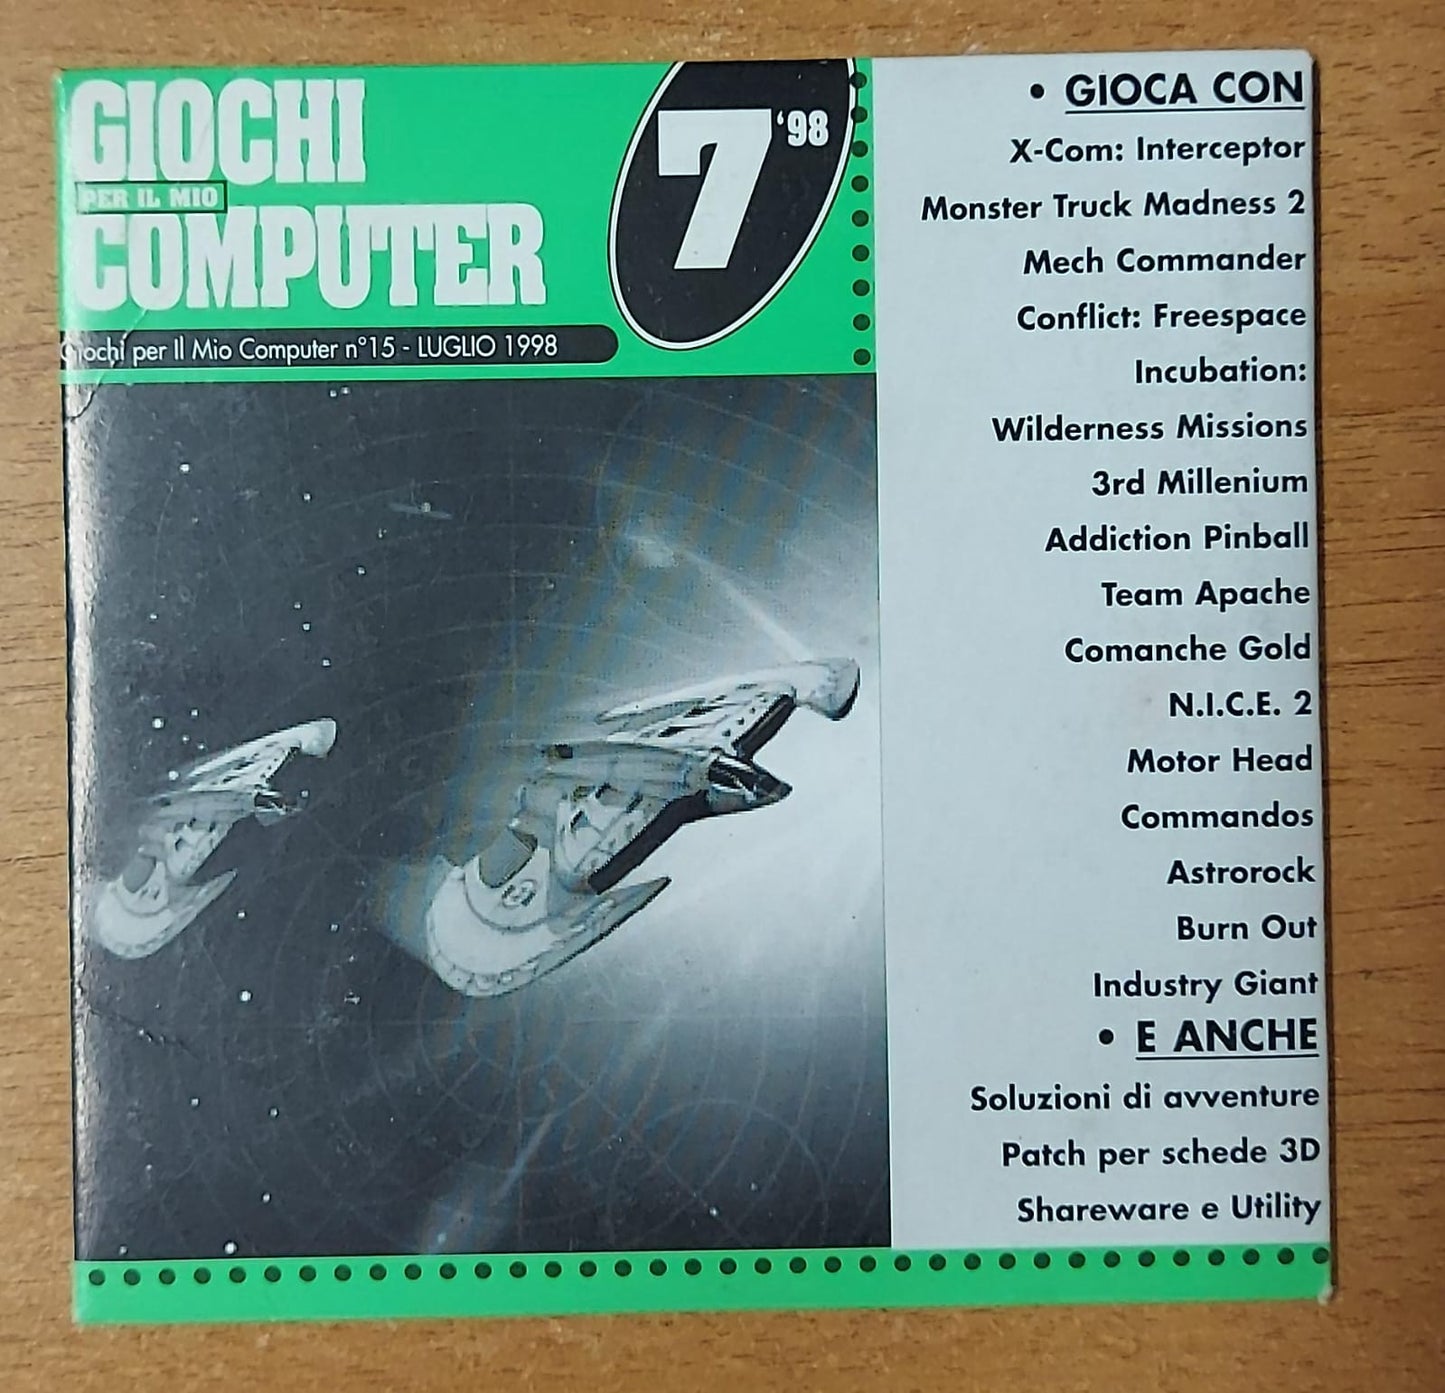 GIOCHI
PER IL MIO
COMPUTER
7 '98
Giochi per Il Mio Computer n°15 - LUGLIO 1998
• GIOCA CON
X-Com: Interceptor
Monster Truck Madness 2
Mech Commander
Conflict: Freespace
Incubation:
Wilderness Missions
3rd Millenium
Addiction Pinball
Team Apache
Comanche Gold
N.I.C.E. 2
Motor Head
Commandos
Astrorock
Burn Out
Industry Giant
• E ANCHE
Soluzioni di avventure
Patch per schede 3D
Shareware e Utility